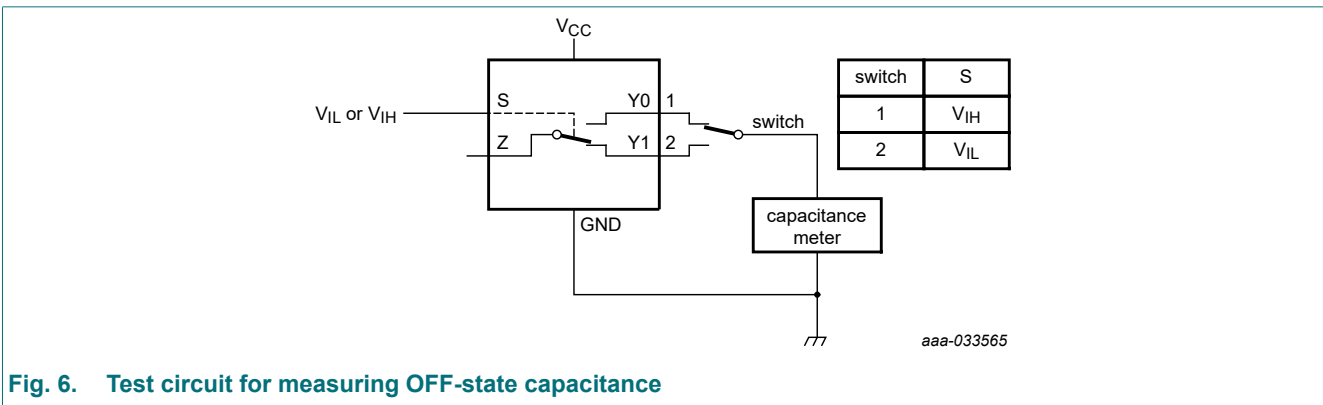 VCC
switch S
S Y0 1
VIL or VIH
switch
1 VIH
Z Y1 2
2 VIL
capacitance
meter
GND
aaa-033565
Fig. 6. Test circuit for measuring OFF-state capacitance